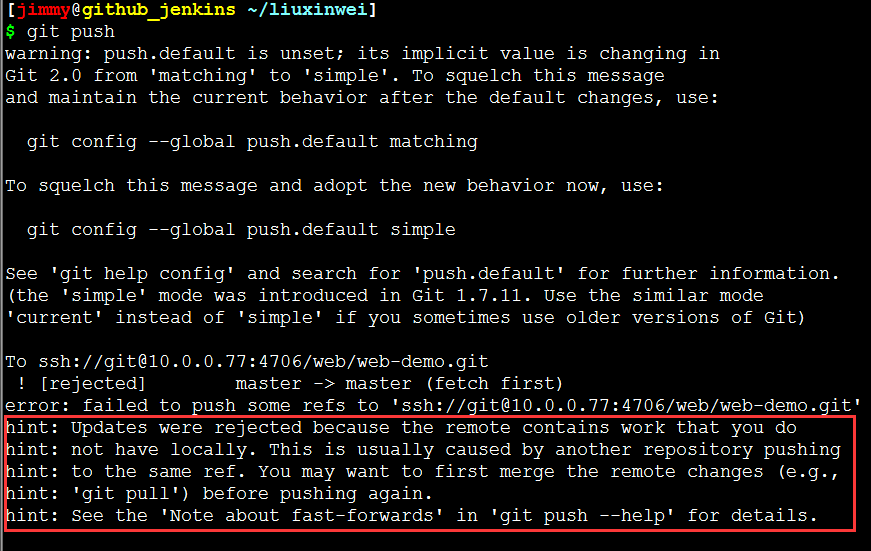 [jimmy@github_jenkins ~/liuxinwei]
$ git push
warning: push.default is unset; its implicit value is changing in
Git 2.0 from 'matching' to 'simple'. To squelch this message
and maintain the current behavior after the default changes, use:
git config --global push.default matching
To squelch this message and adopt the new behavior now, use:
git config --global push.default simple
See 'git help config' and search for 'push.default' for further information.
(the 'simple' mode was introduced in Git 1.7.11. Use the similar mode
'current' instead of 'simple' if you sometimes use older versions of Git)
To ssh://git@10.0.0.77:4706/web/web-demo.git
! [rejected]        master -> master (fetch first)
error: failed to push some refs to 'ssh://git@10.0.0.77:4706/web/web-demo.git'
hint: Updates were rejected because the remote contains work that you do
hint: not have locally. This is usually caused by another repository pushing
hint: to the same ref. You may want to first merge the remote changes (e.g.,
hint: 'git pull') before pushing again.
hint: See the 'Note about fast-forwards' in 'git push --help' for details.